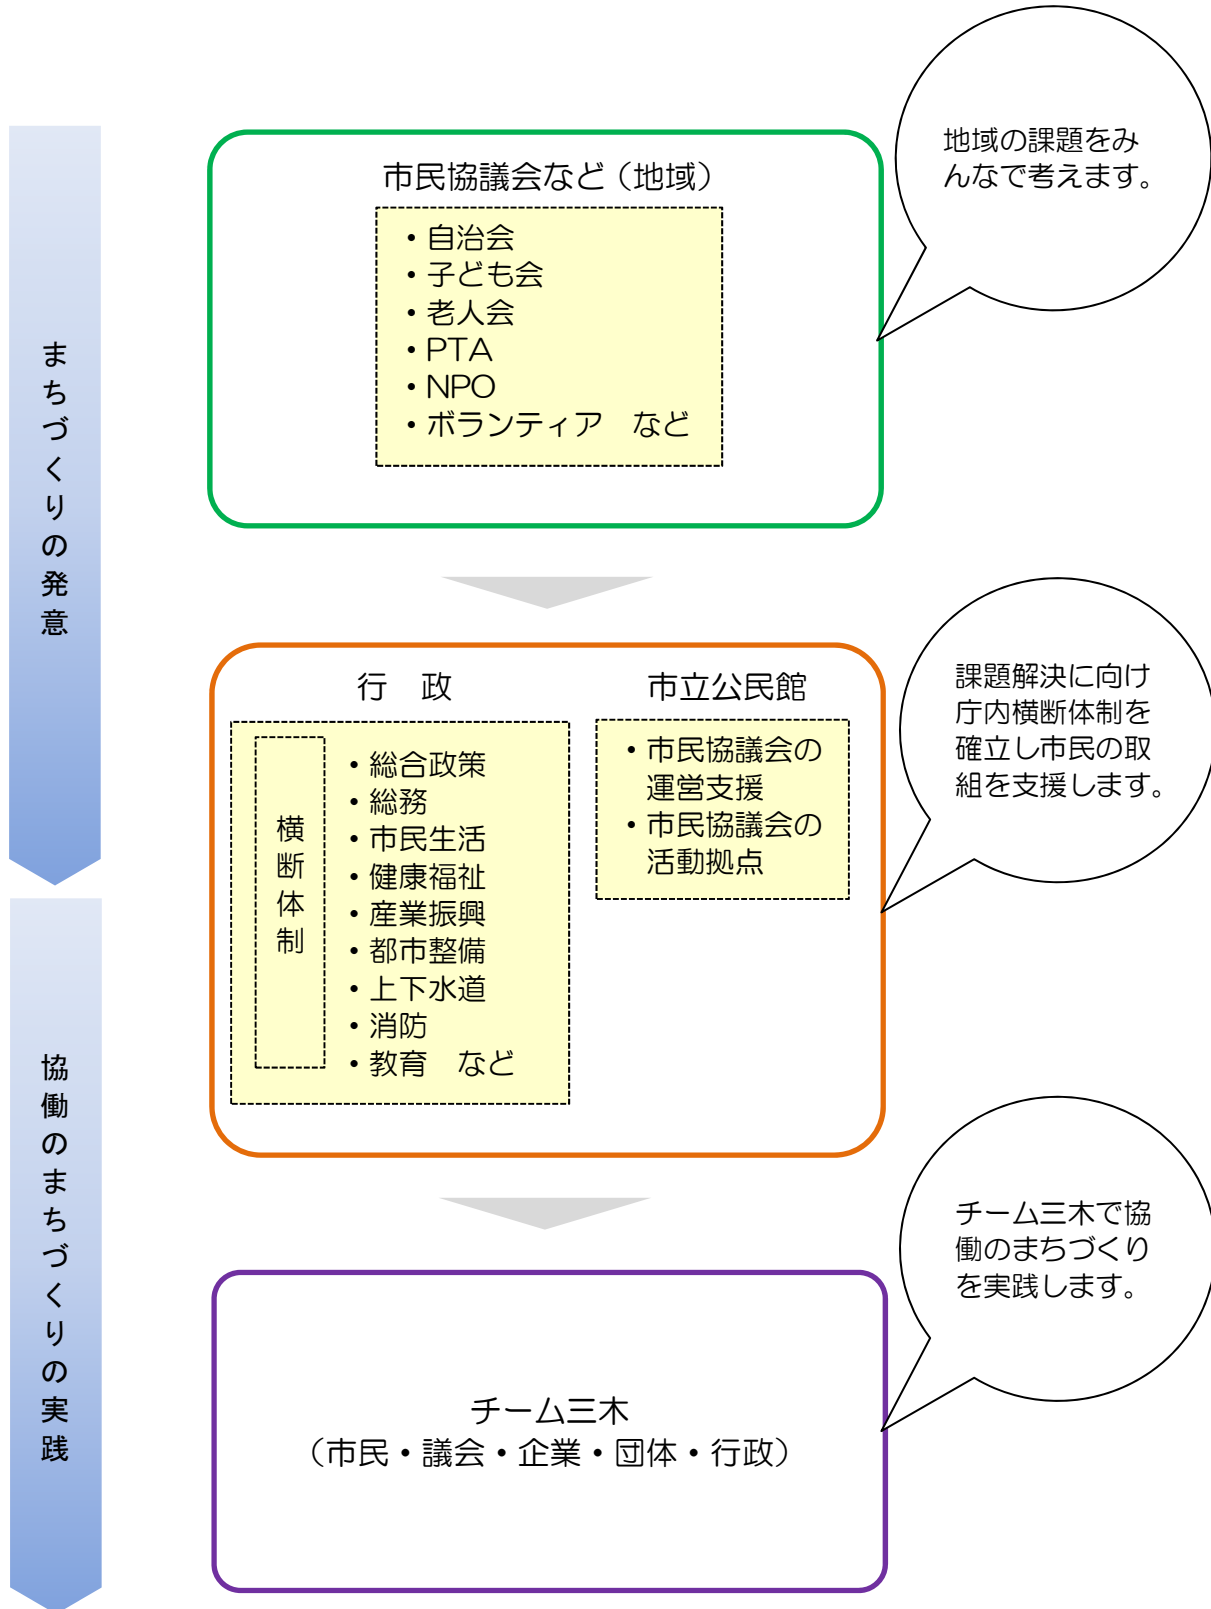 地域の課題をみ
んなで考えます。
市民協議会など（地域）
・自治会
・子ども会
・老人会
・PTA
・NPO
・ボランティア　など
まちづくりの発意
課題解決に向け
庁内横断体制を
確立し市民の取
組を支援します。
行　政
横断体制
・総合政策
・総務
・市民生活
・健康福祉
・産業振興
・都市整備
・上下水道
・消防
・教育　など
市立公民館
・市民協議会の
運営支援
・市民協議会の
活動拠点
協働のまちづくりの実践
チーム三木で協
働のまちづくり
を実践します。
チーム三木
（市民・議会・企業・団体・行政）